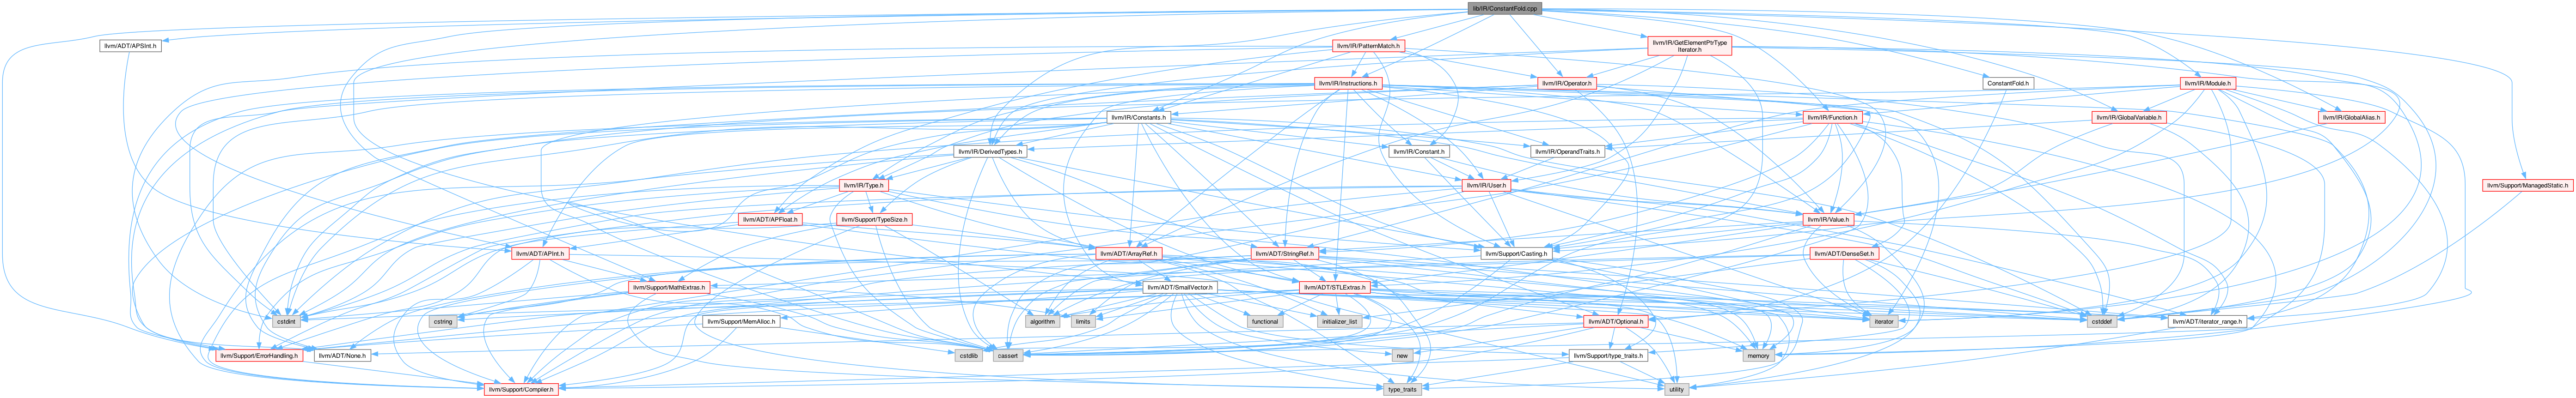 lib/IR/ConstantFold.cpp
llvm/ADT/APSInt.h
llvm/IR/PatternMatch.h
llvm/IR/GetElementPtrType
Iterator.h
llvm/IR/Instructions.h
llvm/IR/Operator.h
ConstantFold.h
llvm/IR/Module.h
llvm/IR/Constants.h
llvm/IR/Function.h
llvm/IR/GlobalVariable.h
llvm/IR/GlobalAlias.h
llvm/IR/DerivedTypes.h
llvm/IR/Constant.h
llvm/IR/OperandTraits.h
llvm/IR/Type.h
llvm/IR/User.h
llvm/Support/ManagedStatic.h
llvm/ADT/APFloat.h
llvm/Support/TypeSize.h
llvm/IR/Value.h
llvm/ADT/APInt.h
llvm/ADT/ArrayRef.h
llvm/ADT/StringRef.h
llvm/Support/Casting.h
llvm/ADT/DenseSet.h
llvm/Support/MathExtras.h
llvm/ADT/SmallVector.h
llvm/ADT/STLExtras.h
cstdint
cstring
llvm/Support/MemAlloc.h
algorithm
limits
functional
initializer_list
llvm/ADT/Optional.h
iterator
cstddef
llvm/ADT/iterator_range.h
llvm/Support/ErrorHandling.h
llvm/ADT/None.h
cstdlib
cassert
new
llvm/Support/type_traits.h
memory
llvm/Support/Compiler.h
type_traits
utility